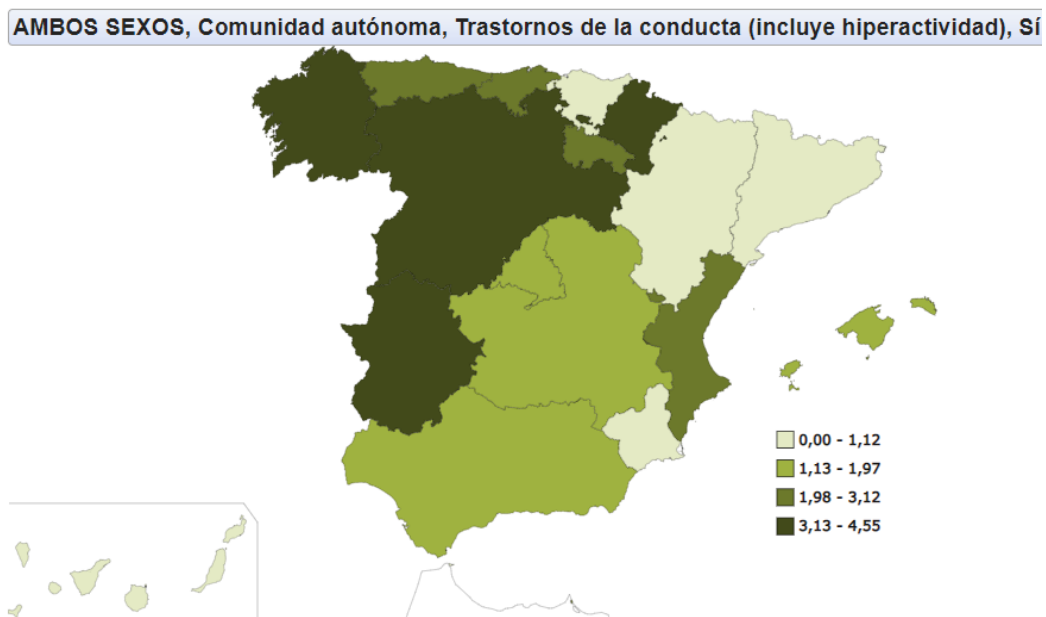 AMBOS SEXOS, Comunidad autónoma, Trastornos de la conducta (incluye hiperactividad), Sí
0,00 - 1,12
1,13 - 1,97
1,98 - 3,12
3,13 - 4,55